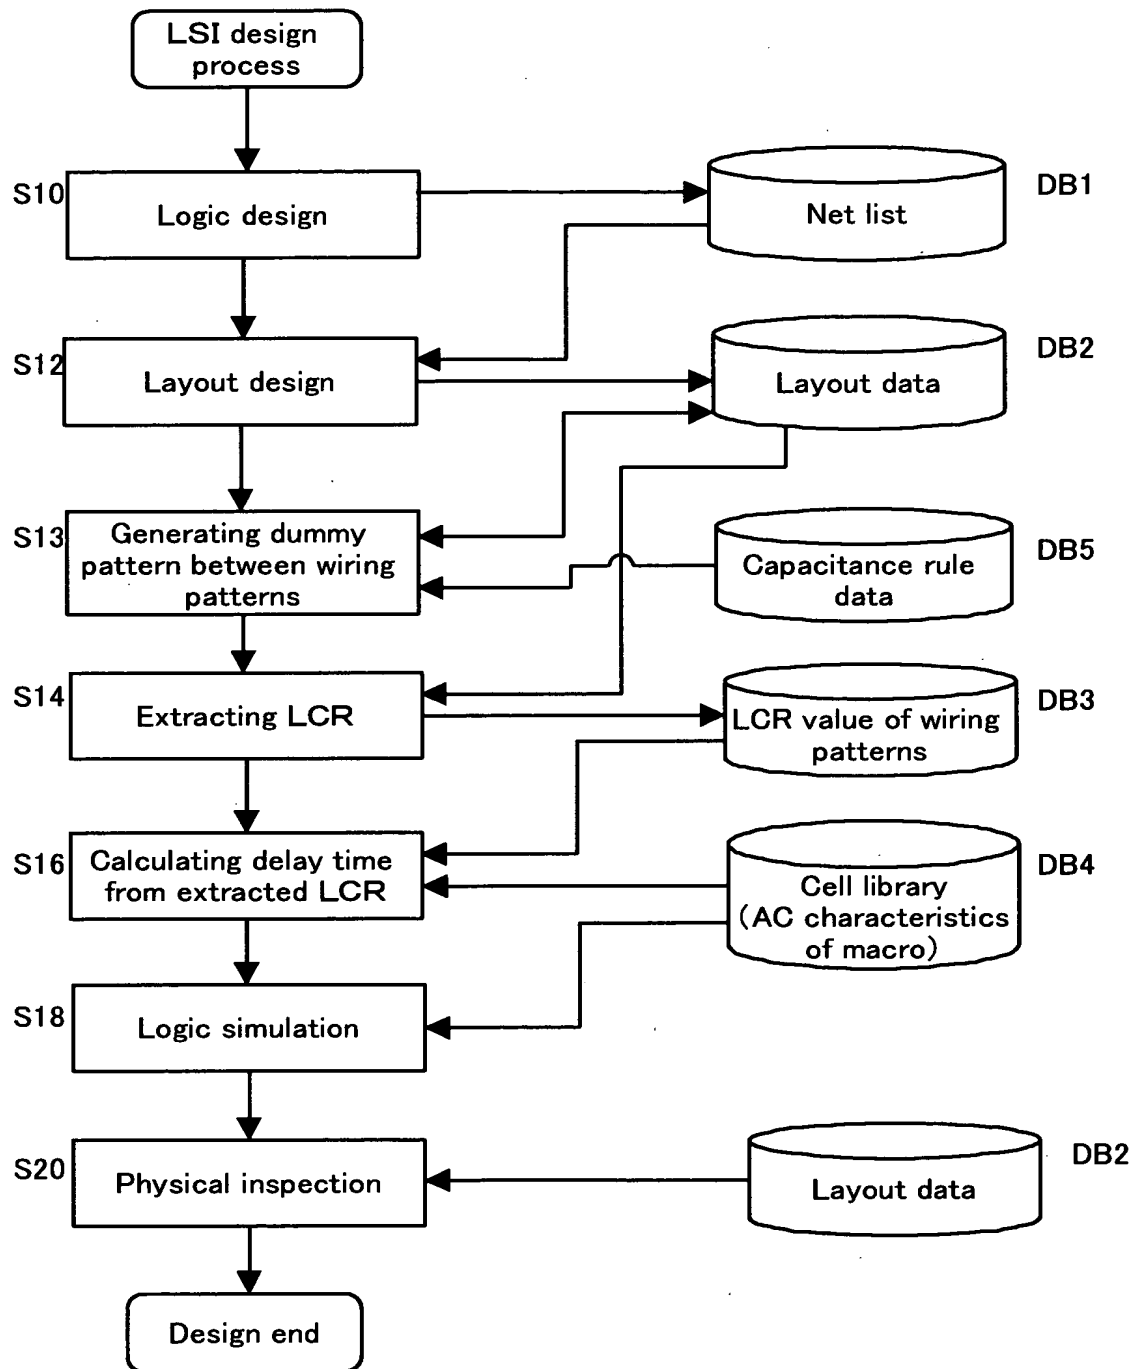 LSI design
process
S10
Logic design
Net list
DB1
S12
Layout design
Layout data
DB2
S13
Generating dummy
pattern between wiring
patterns
Capacitance rule
data
DB5
S14
Extracting LCR
LCR value of wiring
patterns
DB3
S16
Calculating delay time
from extracted LCR
Cell library
(AC characteristics
of macro)
DB4
S18
Logic simulation
S20
Physical inspection
Layout data
DB2
Design end